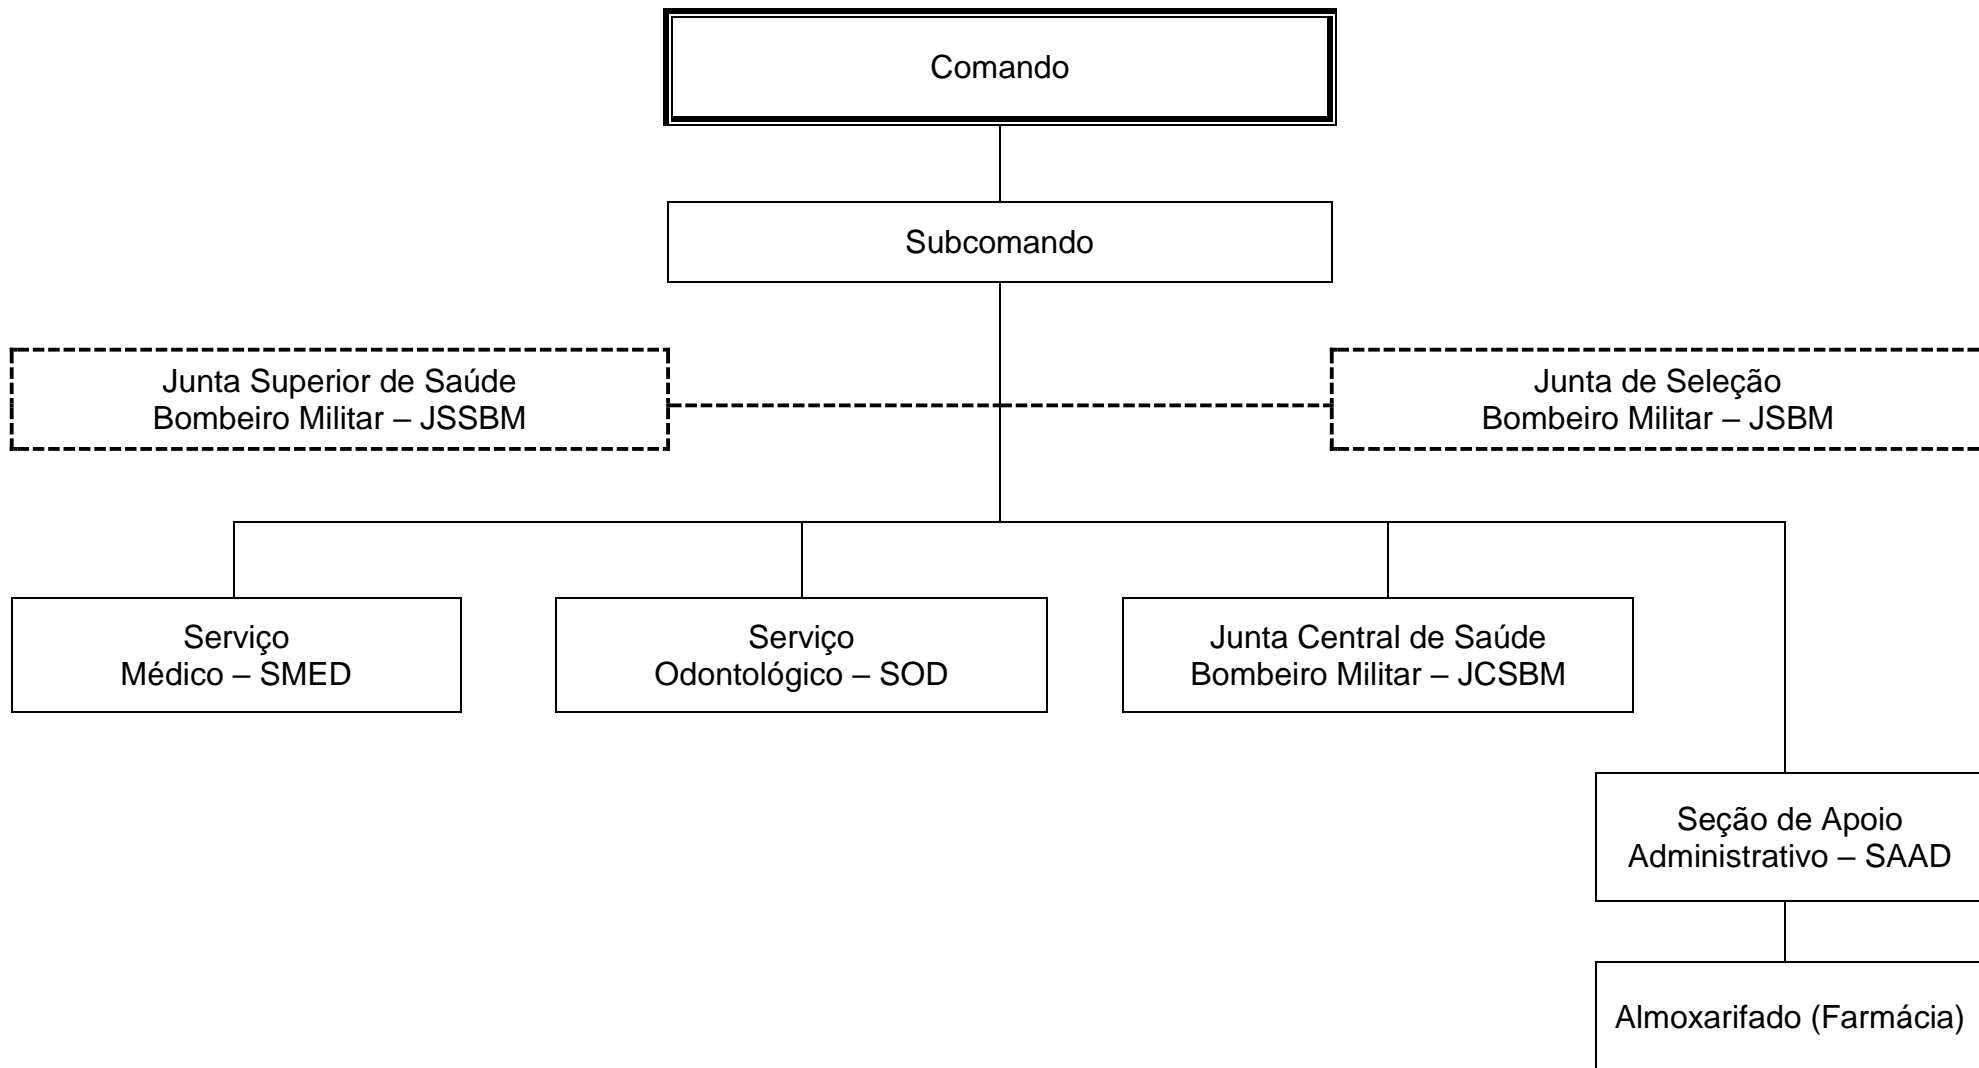 Comando
Subcomando
Junta Superior de Saúde
Bombeiro Militar – JSSBM
Junta de Seleção
Bombeiro Militar – JSBM
Serviço
Médico – SMED
Serviço
Odontológico – SOD
Junta Central de Saúde
Bombeiro Militar – JCSBM
Seção de Apoio
Administrativo – SAAD
Almoxarifado (Farmácia)